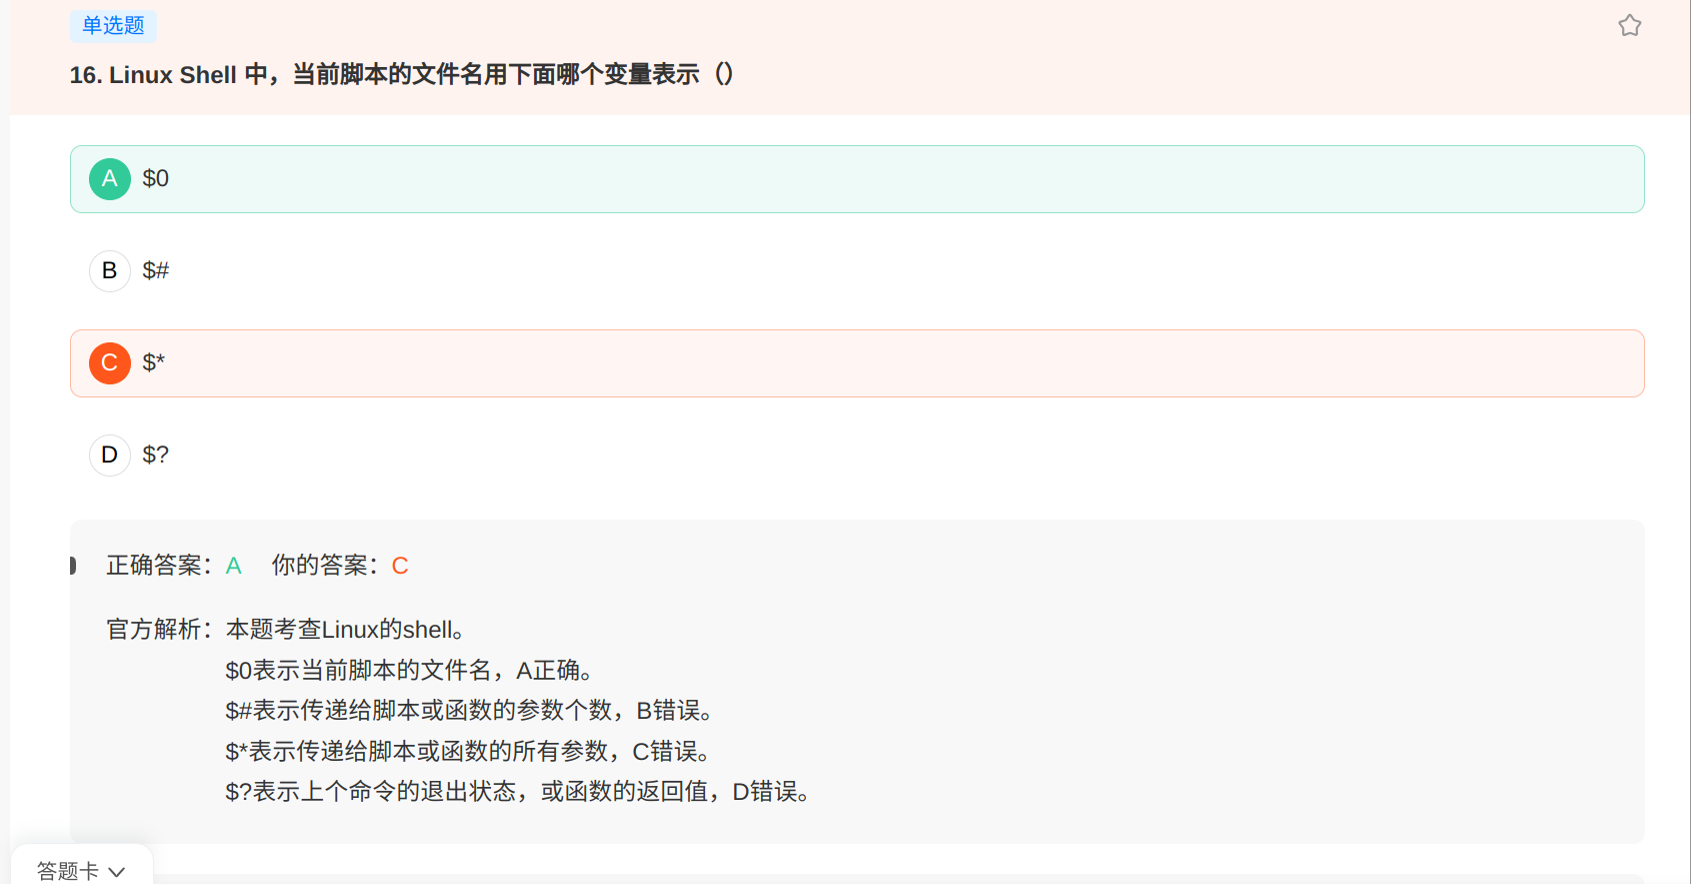 单选题
16. Linux Shell 中，当前脚本的文件名用下面哪个变量表示（）
A $0
B $#
C $*
D $?
正确答案：A 你的答案：C
官方解析：本题考查Linux的shell。
$0表示当前脚本的文件名，A正确。
$#表示传递给脚本或函数的参数个数，B错误。
$*表示传递给脚本或函数的所有参数，C错误。
$?表示上个命令的退出状态，或函数的返回值，D错误。
答题卡